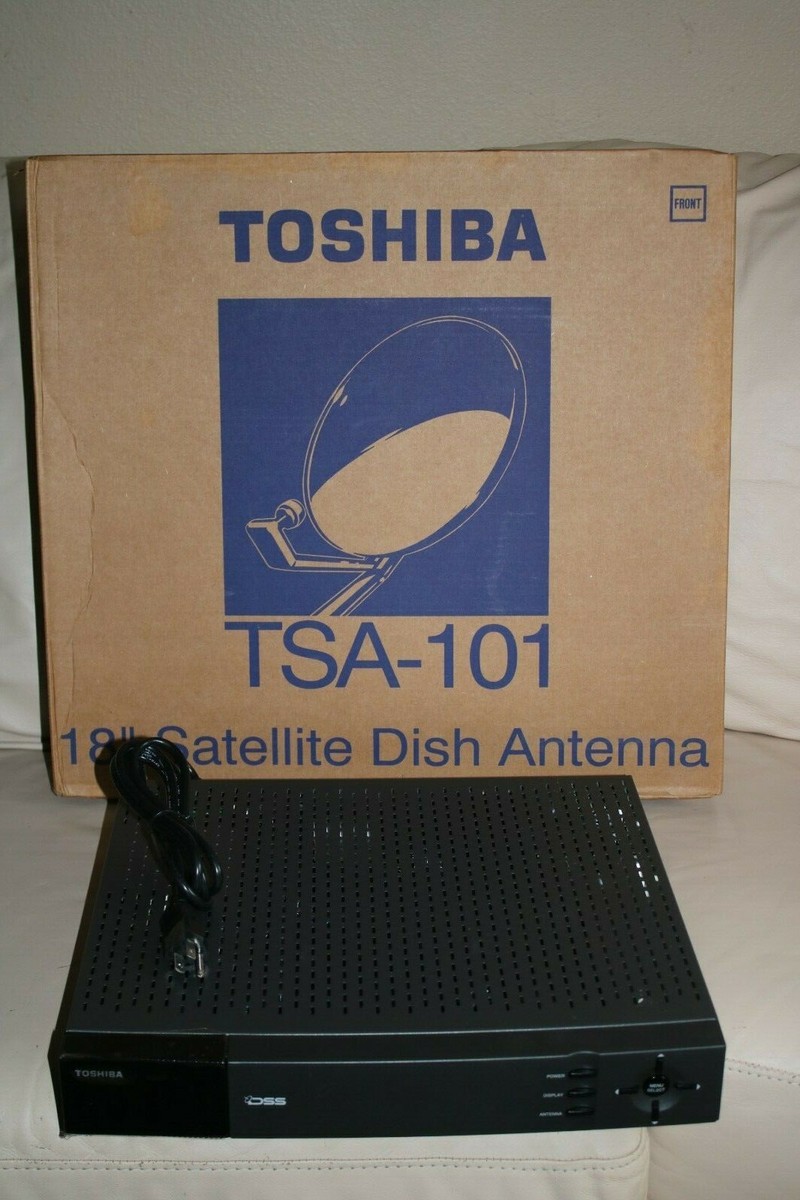 FRONT
TOSHIBA
TSA-101
18" Satellite Dish Antenna
TOSHIBA
DSS
POWER
DISPLAY
ANTENNA
MENU
SELECT